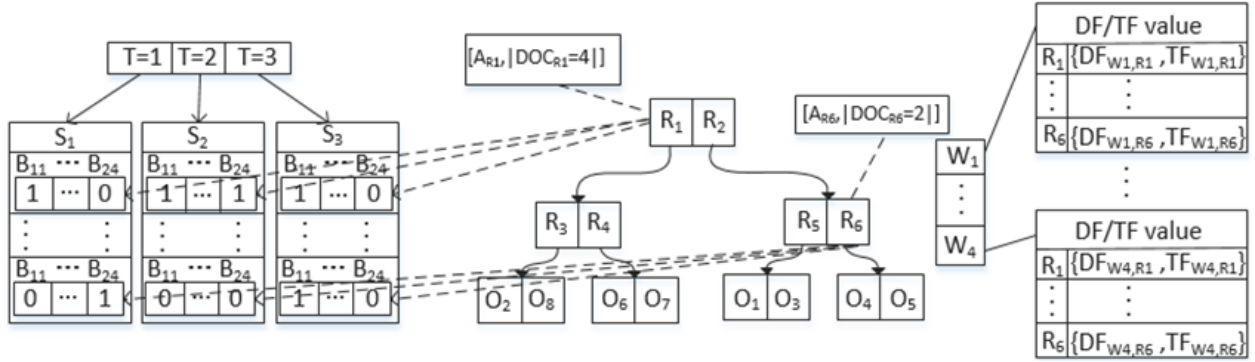 T=1 T=2 T=3
S1 S2 S3
B11 ··· B24 B11 ··· B24 B11 ··· B24
1 ··· 0 1 ··· 1 1 ··· 0
B11 ··· B24 B11 ··· B24 B11 ··· B24
0 ··· 1 0 ··· 0 1 ··· 0
[AR1,|DOCR1=4|]
R1 R2
[AR6,|DOCR6=2|]
R3 R4
R5 R6
O2 O8
O6 O7
O1 O3
O4 O5
W1
W4
DF/TF value
R1 {DFW1,R1 ,TFW1,R1}
R6 {DFW1,R6 ,TFW1,R6}
DF/TF value
R1 {DFW4,R1 ,TFW4,R1}
R6 {DFW4,R6 ,TFW4,R6}